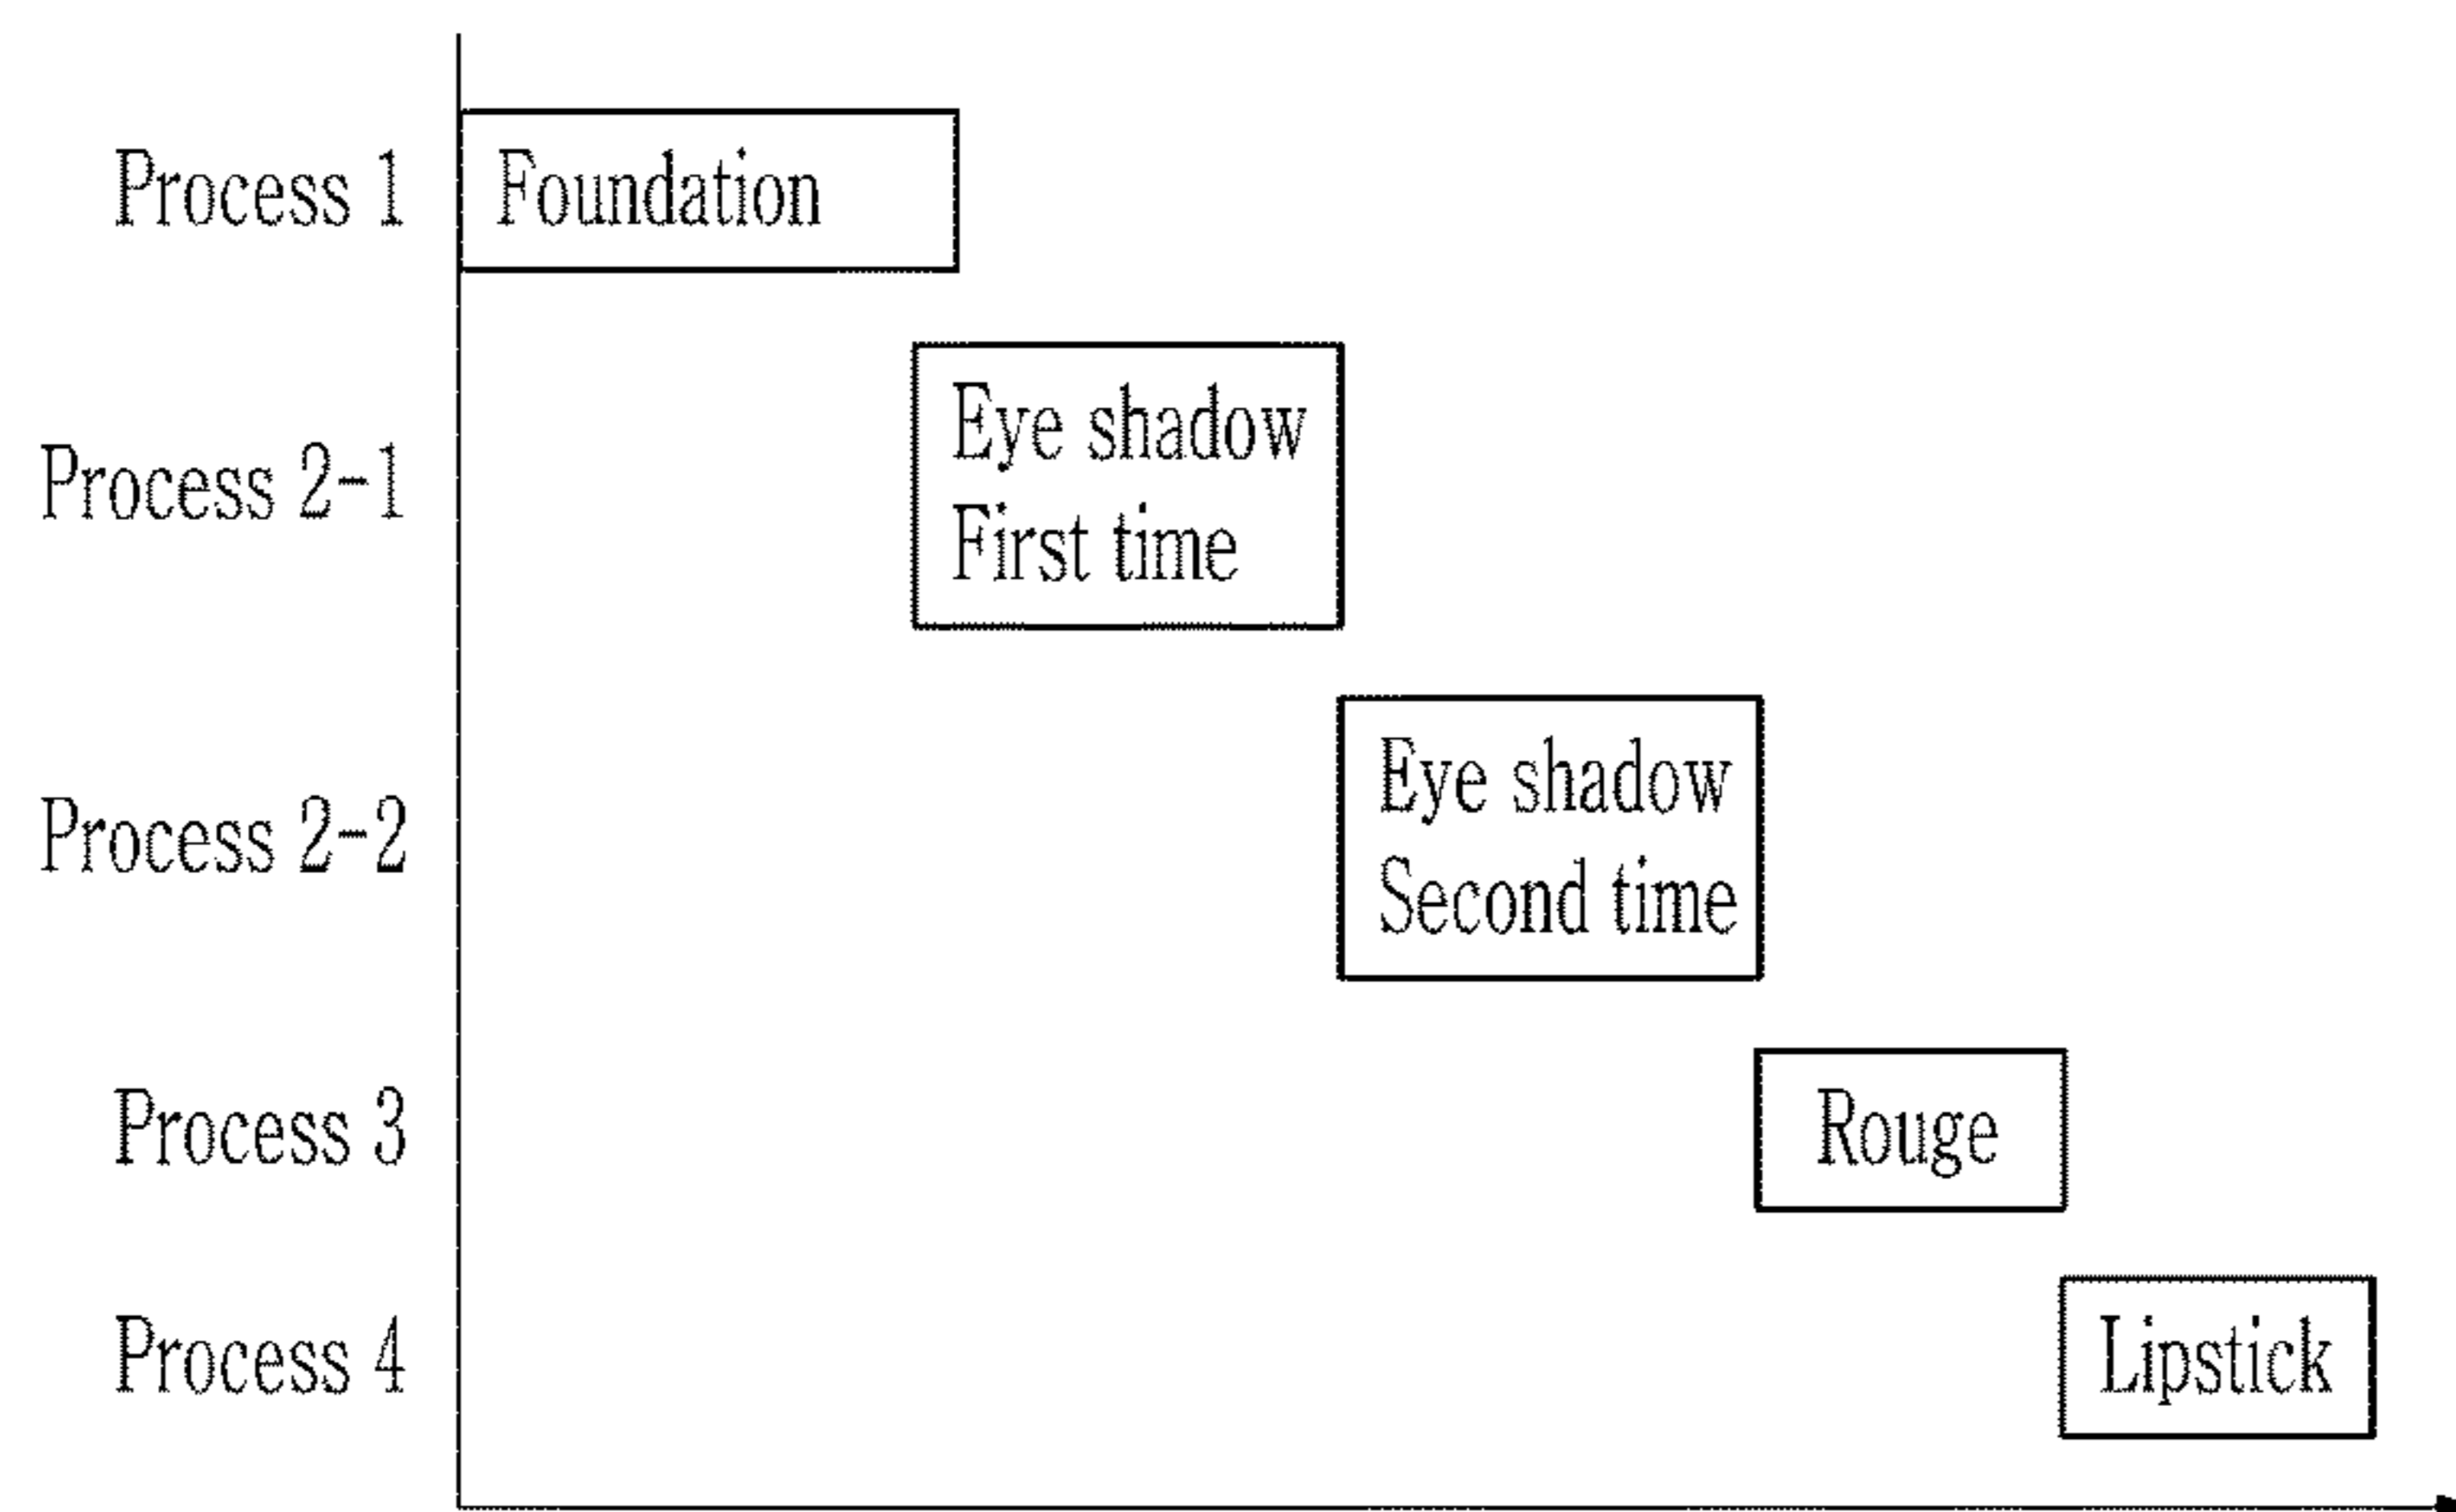 Process 1
Foundation
Process 2-1
Eye shadow
First time
Process 2-2
Eye shadow
Second time
Process 3
Rouge
Process 4
Lipstick